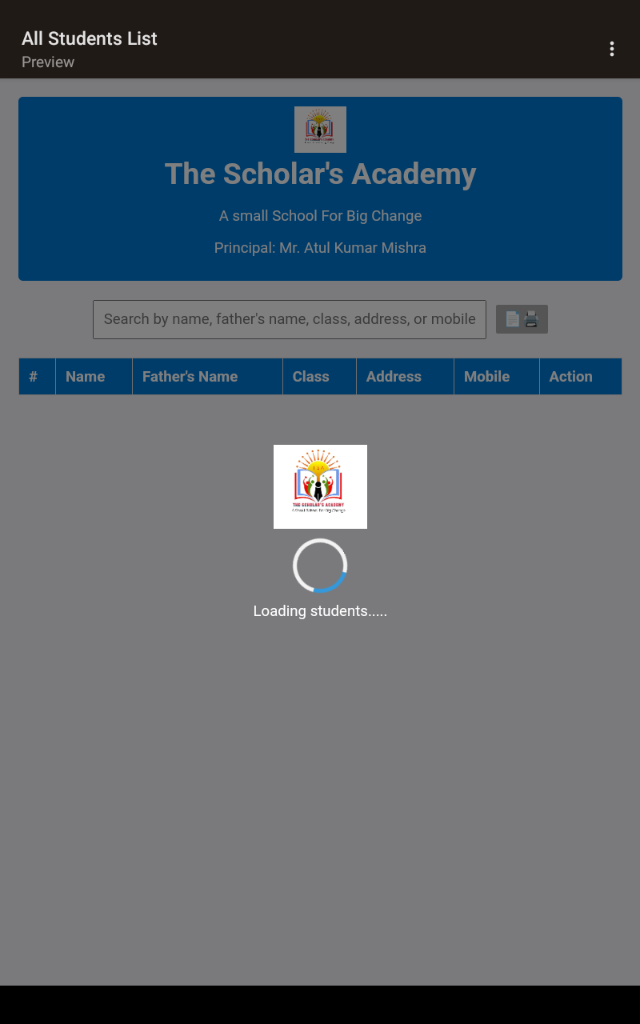 All Students List
Preview
The Scholar's Academy
A small School For Big Change
Principal: Mr. Atul Kumar Mishra
Search by name, father's name, class, address, or mobile
# Name Father's Name Class Address Mobile Action
THE SCHOLAR'S ACADEMY
A Small School For Big Change
Loading students.....